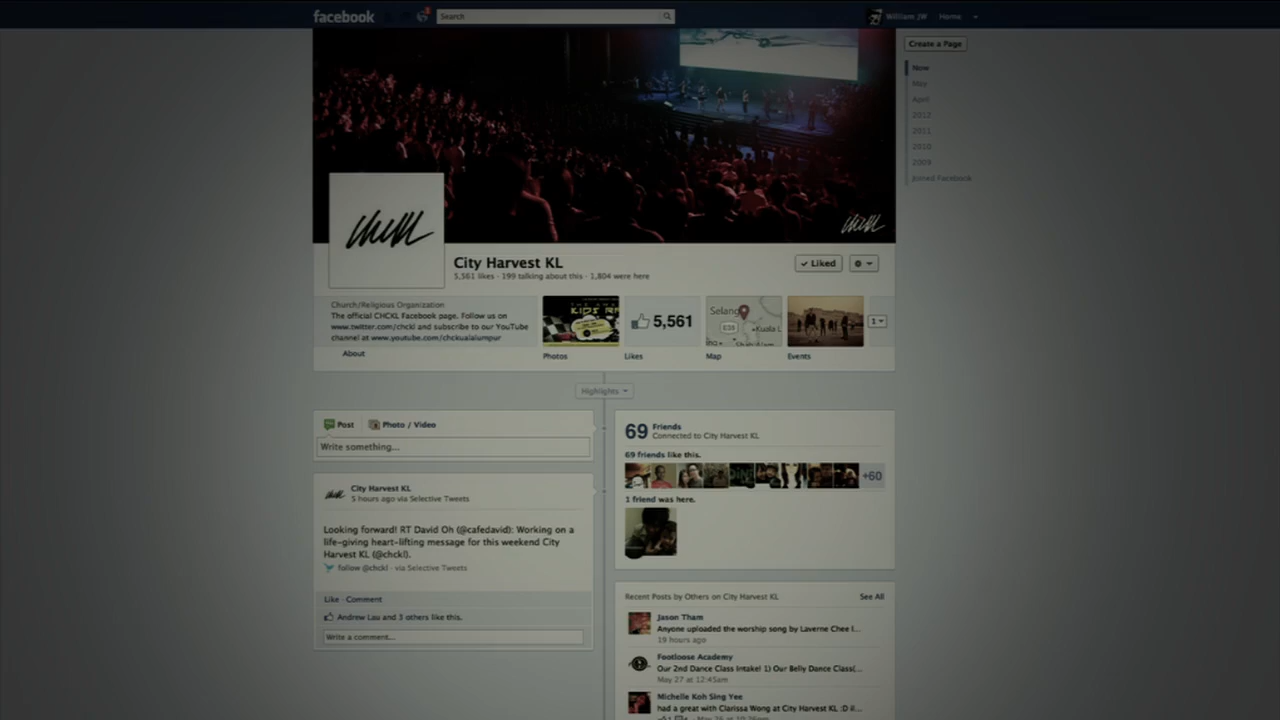 facebook
Search
William JW
Home
Create a Page
Now
May
April
2012
2011
2010
2009
Joined Facebook
chckl
chckl
City Harvest KL
5,561 likes · 199 talking about this · 1,804 were here
Liked
Church/Religious Organization
The official CHCKL Facebook page. Follow us on
www.twitter.com/chckl and subscribe to our YouTube
channel at www.youtube.com/chckualalumpur
About
KIDS
Photos
5,561
Likes
Selang
Kuala L
Shah Alam
Map
Events
1
Highlights
Post
Photo / Video
Write something...
City Harvest KL
5 hours ago via Selective Tweets
Looking forward! RT David Oh (@cafedavid): Working on a
life-giving heart-lifting message for this weekend City
Harvest KL (@chckl).
follow @chckl · via Selective Tweets
Like · Comment
Andrew Lau and 3 others like this.
Write a comment...
69 Friends
Connected to City Harvest KL
69 friends like this.
+60
1 friend was here.
Recent Posts by Others on City Harvest KL
See All
Jason Tham
Anyone uploaded the worship song by Laverne Chee I...
19 hours ago
Footloose Academy
Our 2nd Dance Class Intake! 1) Our Belly Dance Class(...
May 27 at 12:45am
Michelle Koh Sing Yee
had a great with Clarissa Wong at City Harvest KL :D il...